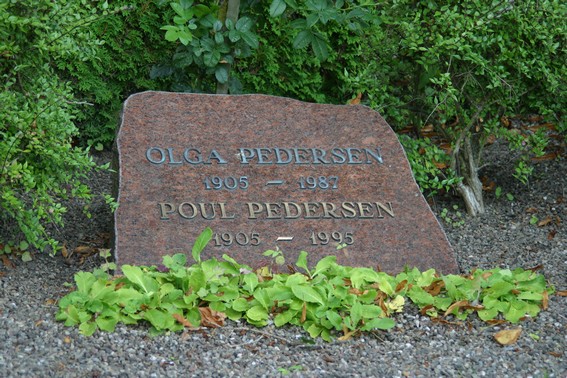 OLGA PEDERSEN
1905 – 1987
POUL PEDERSEN
1905 – 1995